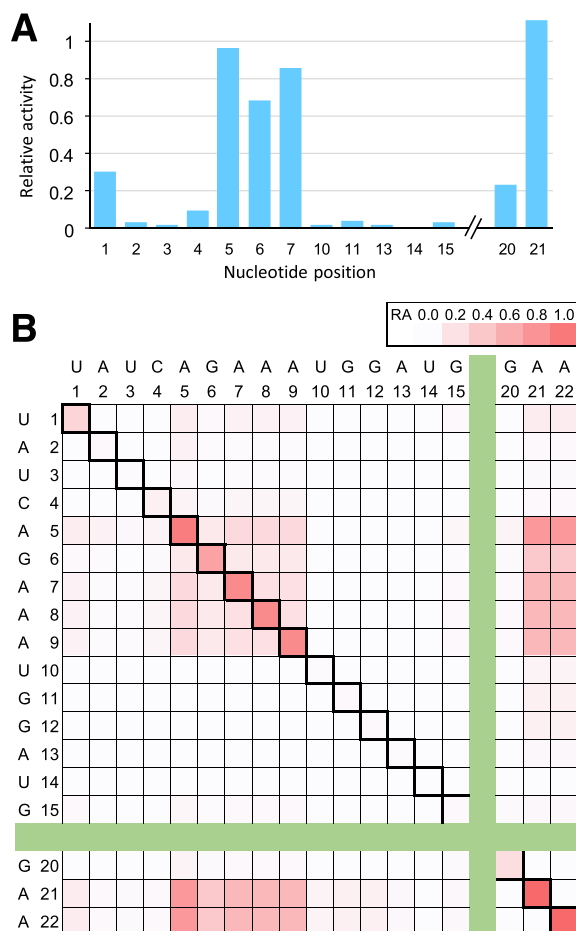 A
Relative activity
1
0.8
0.6
0.4
0.2
0
1 2 3 4 5 6 7 10 11 13 14 15 20 21
Nucleotide position
B
RA 0.0 0.2 0.4 0.6 0.8 1.0
U A U C A G A A A U G G A U G G A A
1 2 3 4 5 6 7 8 9 10 11 12 13 14 15 20 21 22
U 1
A 2
U 3
C 4
A 5
G 6
A 7
A 8
A 9
U 10
G 11
G 12
A 13
U 14
G 15
G 20
A 21
A 22